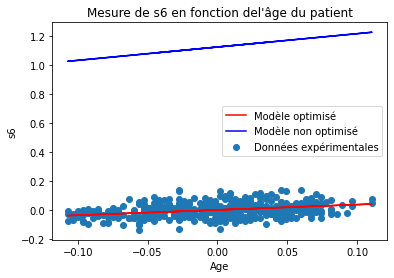 Mesure de s6 en fonction del'âge du patient
1.2
1.0
0.8
0.6
0.4
0.2
0.0
−0.2
s6
Modèle optimisé
Modèle non optimisé
Données expérimentales
−0.10
−0.05
0.00
0.05
0.10
Age